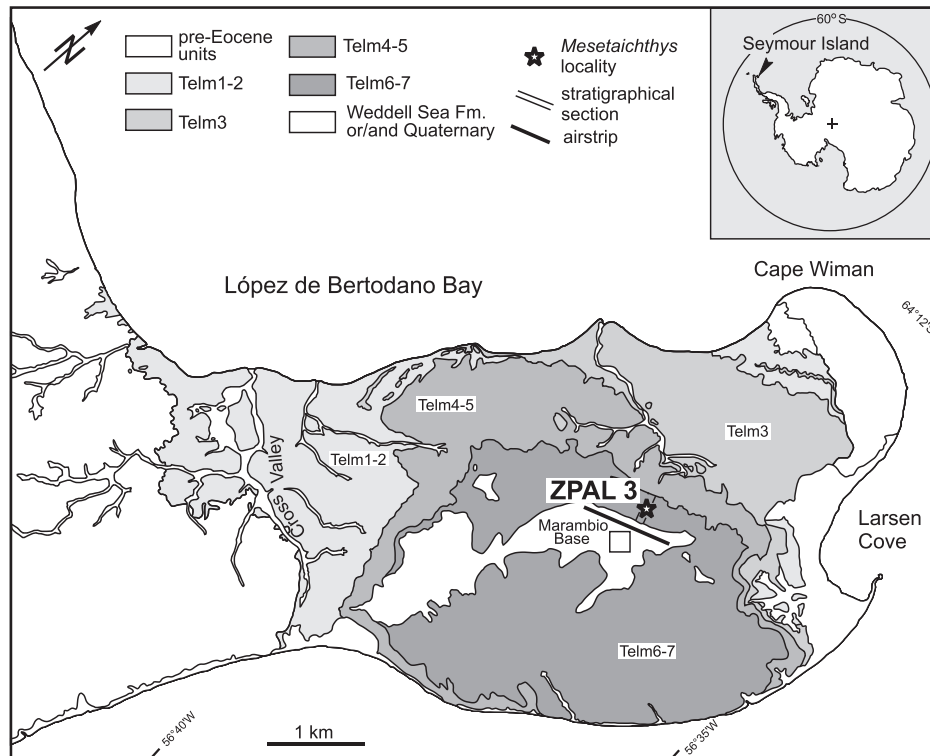 N
pre-Eocene
units
Telm1-2
Telm3
Telm4-5
Telm6-7
Weddell Sea Fm.
or/and Quaternary
Mesetaichthys
locality
stratigraphical
section
airstrip
60° S
Seymour Island
López de Bertodano Bay
Cape Wiman
64°12'S
Telm4-5
Telm3
Telm1-2
Cross Valley
ZPAL 3
Marambio
Base
Larsen
Cove
Telm6-7
56°40'W
1 km
56°35'W